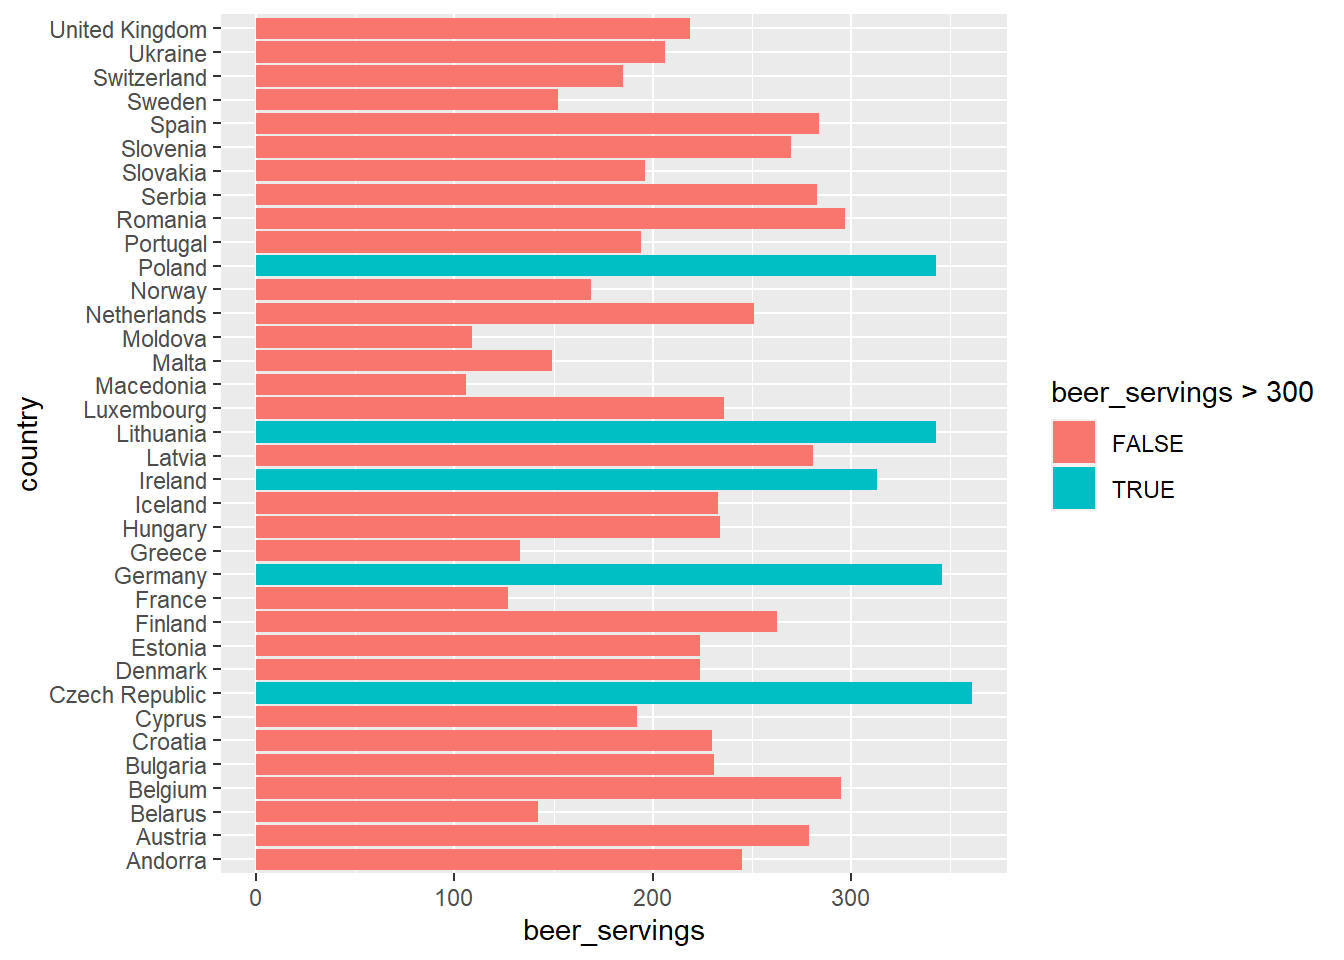 United Kingdom
Ukraine
Switzerland
Sweden
Spain
Slovenia
Slovakia
Serbia
Romania
Portugal
Poland
Norway
Netherlands
Moldova
Malta
Macedonia
Luxembourg
Lithuania
Latvia
Ireland
Iceland
Hungary
Greece
Germany
France
Finland
Estonia
Denmark
Czech Republic
Cyprus
Croatia
Bulgaria
Belgium
Belarus
Austria
Andorra
country
0 100 200 300
beer_servings
beer_servings > 300
FALSE
TRUE